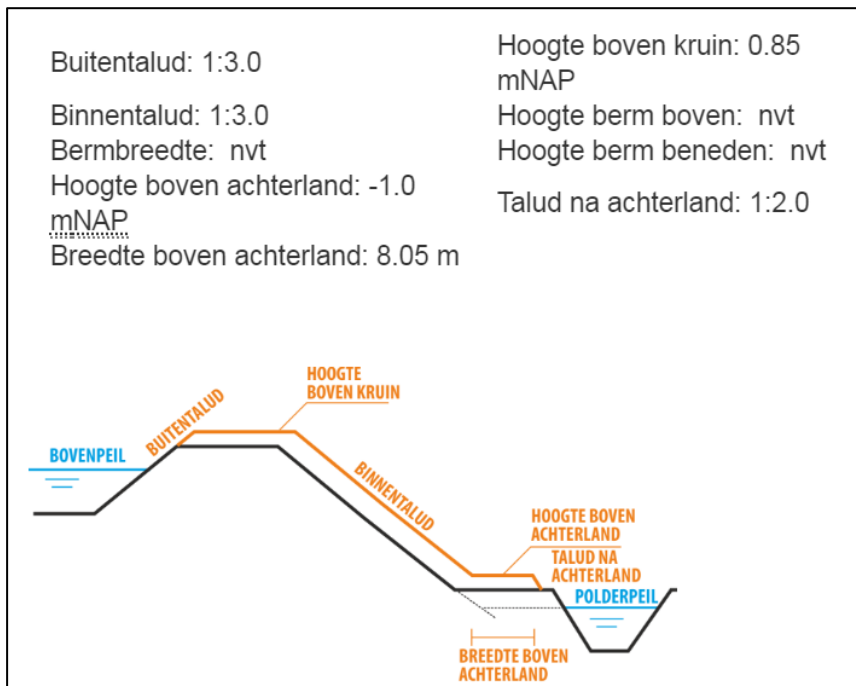 Buitentalud: 1:3.0
Binnentalud: 1:3.0
Bermbreedte: nvt
Hoogte boven achterland: -1.0
mNAP
Breedte boven achterland: 8.05 m
Hoogte boven kruin: 0.85
mNAP
Hoogte berm boven: nvt
Hoogte berm beneden: nvt
Talud na achterland: 1:2.0
HOOGTE
BOVEN KRUIN
BUITENTALUD
BOVENPEIL
BINNENTALUD
HOOGTE BOVEN
ACHTERLAND
TALUD NA
ACHTERLAND
POLDERPEIL
BREEDTE BOVEN
ACHTERLAND